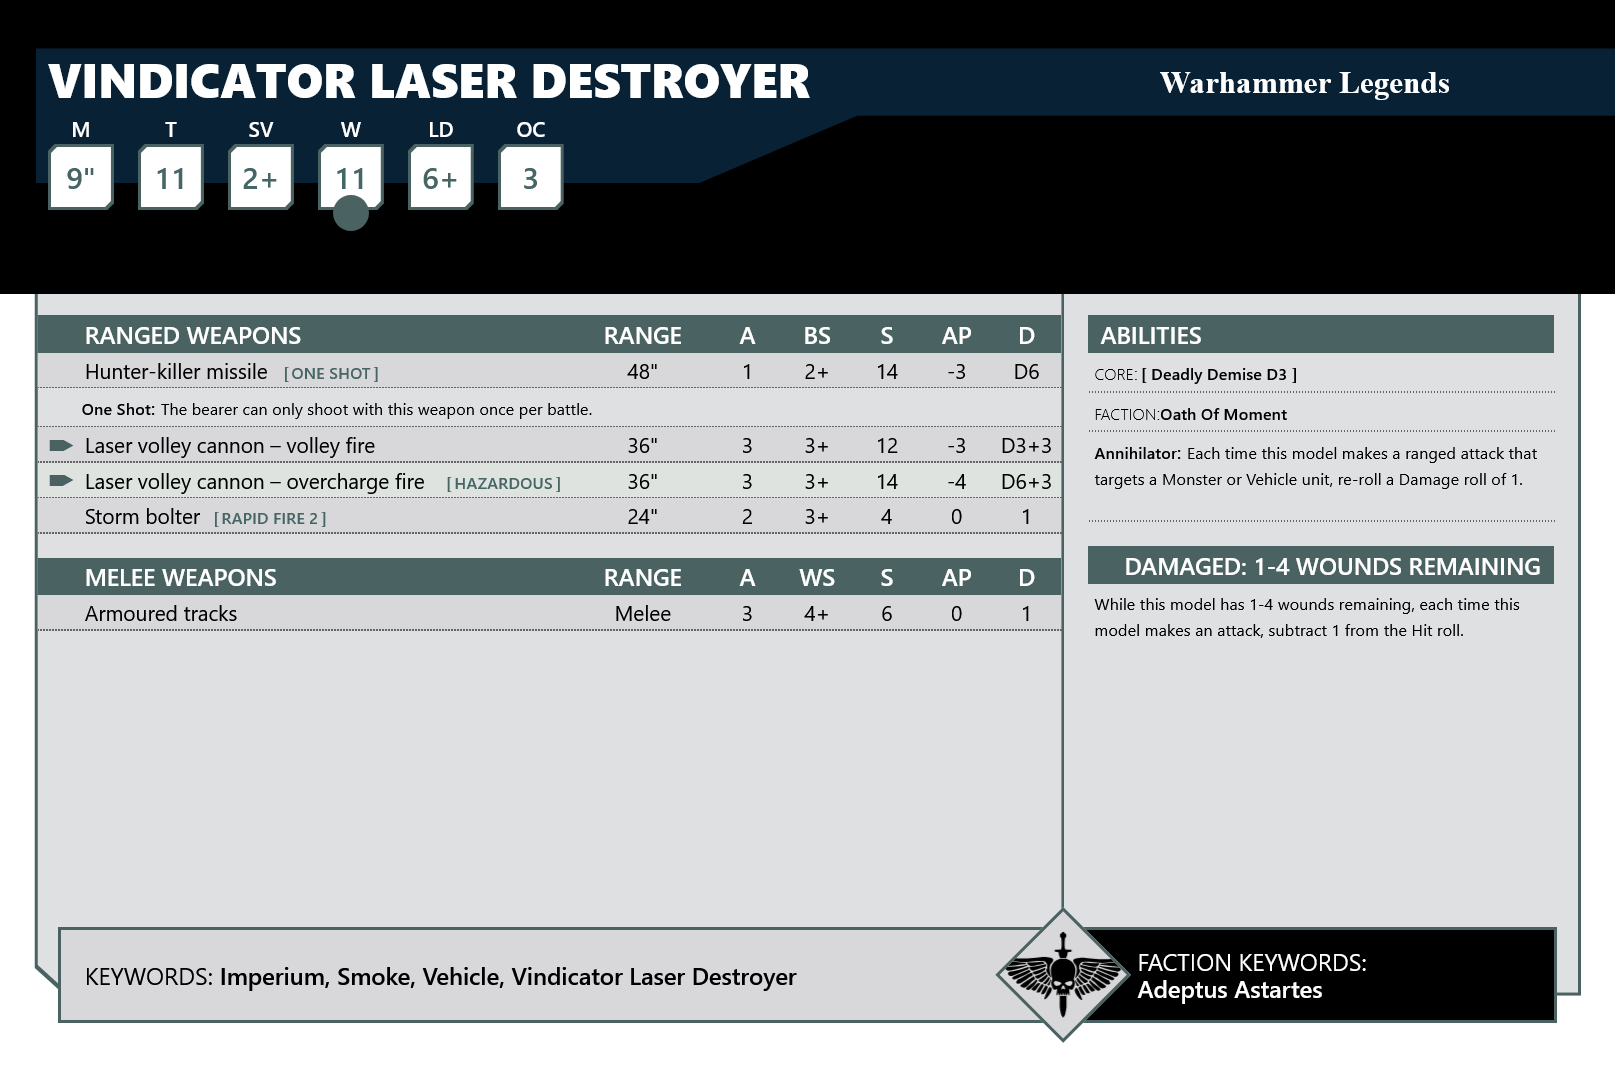 VINDICATOR LASER DESTROYER
Warhammer Legends
M T SV W LD OC
9" 11 2+ 11 6+ 3
RANGED WEAPONS RANGE A BS S AP D
Hunter-killer missile [ONE SHOT] 48" 1 2+ 14 -3 D6
One Shot: The bearer can only shoot with this weapon once per battle.
Laser volley cannon – volley fire 36" 3 3+ 12 -3 D3+3
Laser volley cannon – overcharge fire [HAZARDOUS] 36" 3 3+ 14 -4 D6+3
Storm bolter [RAPID FIRE 2] 24" 2 3+ 4 0 1
MELEE WEAPONS RANGE A WS S AP D
Armoured tracks Melee 3 4+ 6 0 1
ABILITIES
CORE: [ Deadly Demise D3 ]
FACTION:Oath Of Moment
Annihilator: Each time this model makes a ranged attack that
targets a Monster or Vehicle unit, re-roll a Damage roll of 1.
DAMAGED: 1-4 WOUNDS REMAINING
While this model has 1-4 wounds remaining, each time this
model makes an attack, subtract 1 from the Hit roll.
KEYWORDS: Imperium, Smoke, Vehicle, Vindicator Laser Destroyer
FACTION KEYWORDS:
Adeptus Astartes